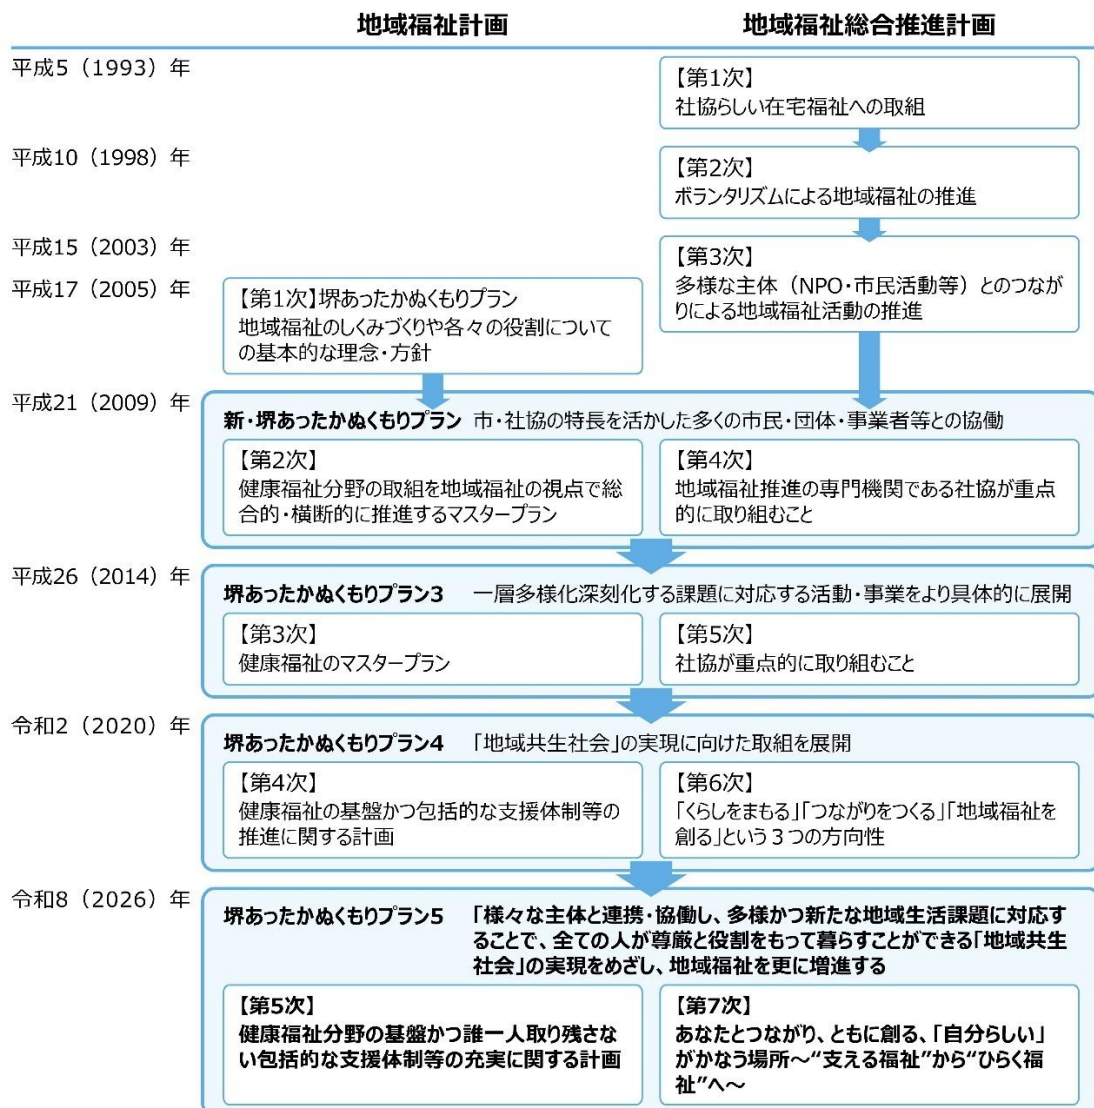 地域福祉計画
地域福祉総合推進計画
平成5（1993）年
【第1次】
社協らしい在宅福祉への取組
平成10（1998）年
【第2次】
ボランタリズムによる地域福祉の推進
平成15（2003）年
【第3次】
多様な主体（NPO・市民活動等）とのつなが
りによる地域福祉活動の推進
平成17（2005）年
【第1次】堺あったかぬくもりプラン
地域福祉のしくみづくりや各々の役割について
の基本的な理念・方針
平成21（2009）年
新・堺あったかぬくもりプラン　市・社協の特長を活かした多くの市民・団体・事業者等との協働
【第2次】
健康福祉分野の取組を地域福祉の視点で総
合的・横断的に推進するマスタープラン
【第4次】
地域福祉推進の専門機関である社協が重点
的に取り組むこと
平成26（2014）年
堺あったかぬくもりプラン3　一層多様化深刻化する課題に対応する活動・事業をより具体的に展開
【第3次】
健康福祉のマスタープラン
【第5次】
社協が重点的に取り組むこと
令和2（2020）年
堺あったかぬくもりプラン4　「地域共生社会」の実現に向けた取組を展開
【第4次】
健康福祉の基盤かつ包括的な支援体制等の
推進に関する計画
【第6次】
「くらしをまもる」「つながりをつくる」「地域福祉を
創る」という３つの方向性
令和8（2026）年
堺あったかぬくもりプラン5　「様々な主体と連携・協働し、多様かつ新たな地域生活課題に対応す
ることで、全ての人が尊厳と役割をもって暮らすことができる「地域共生
社会」の実現をめざし、地域福祉を更に増進する
【第5次】
健康福祉分野の基盤かつ誰一人取り残さな
い包括的な支援体制等の充実に関する計画
【第7次】
あなたとつながり、ともに創る、「自分らしい」
がかなう場所～“支える福祉”から“ひらく福
祉”へ～